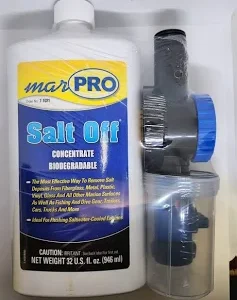 marPRO
Salt Off
CONCENTRATE
BIODEGRADABLE
• The Most Effective Way To Remove Salt
Deposits From Fiberglass, Metal, Plastic,
Vinyl, Glass And All Other Marine Surfaces
As Well As Fishing And Dive Gear, Trailers,
Cars, Trucks And More
• Ideal For Flushing Saltwater-Cooled
CAUTION: IRRITANT
NET WEIGHT 32 U.S. fl. oz. (946 ml)